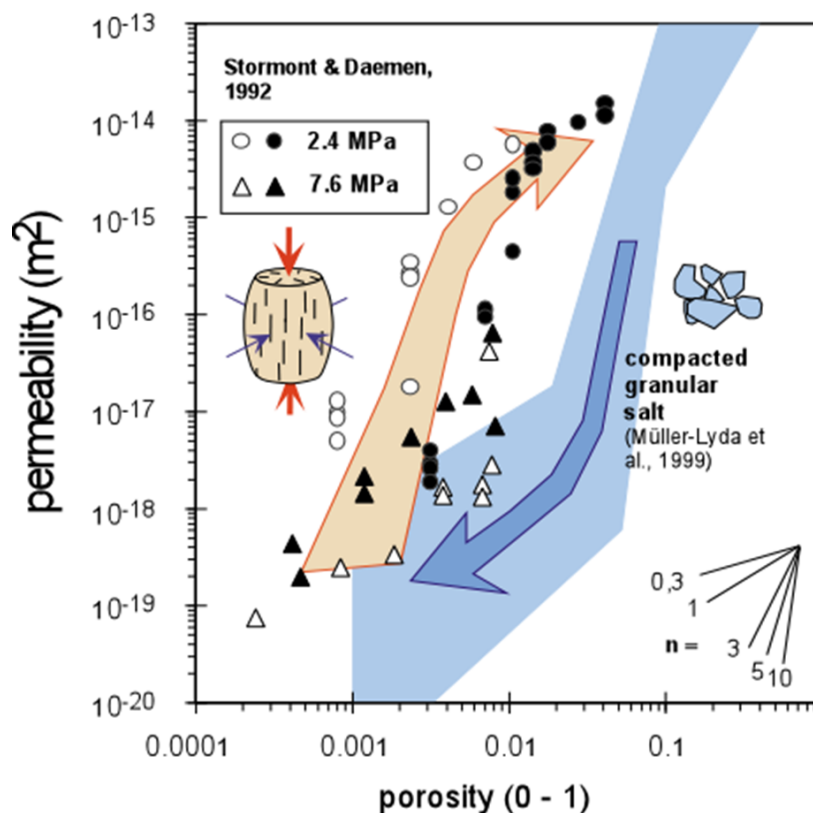 10-13
10-14
10-15
10-16
10-17
10-18
10-19
10-20
permeability (m2)
Stormont & Daemen,
1992
2.4 MPa
7.6 MPa
compacted
granular
salt
(Müller-Lyda et
al., 1999)
0,3
1
n =
3
5
10
0.0001
0.001
0.01
0.1
porosity (0 - 1)